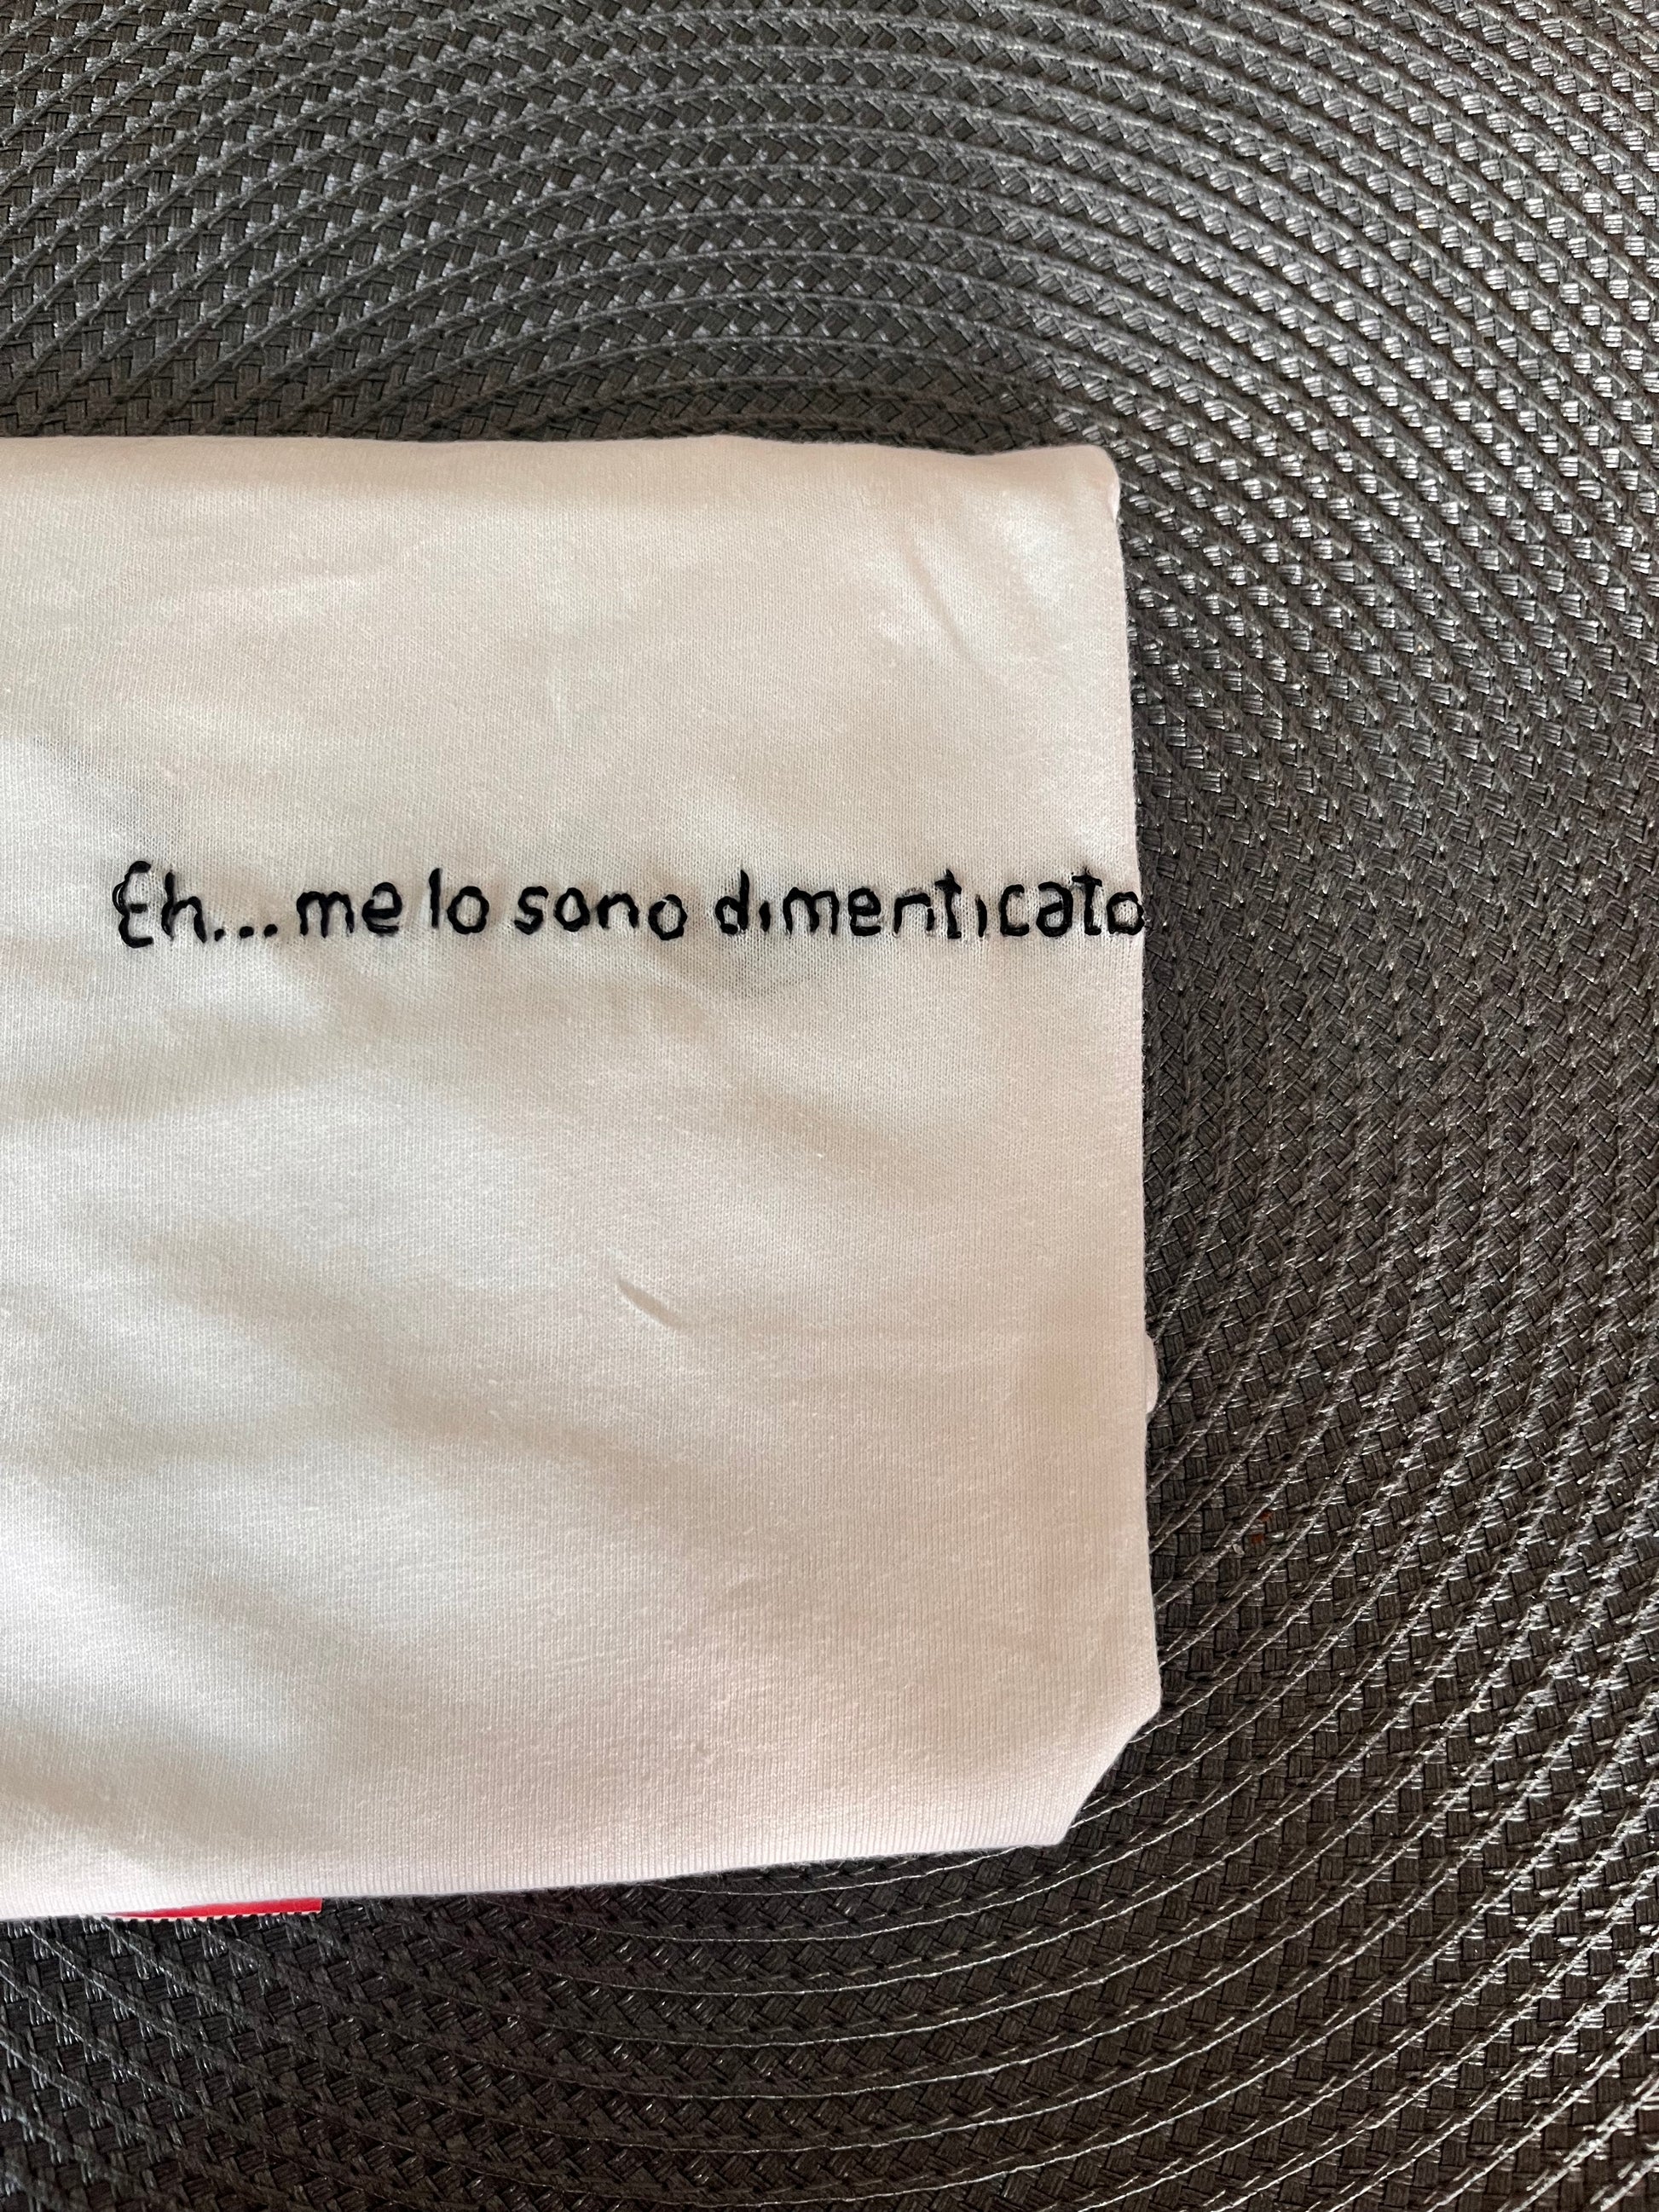 Eh... me lo sono dimenticato